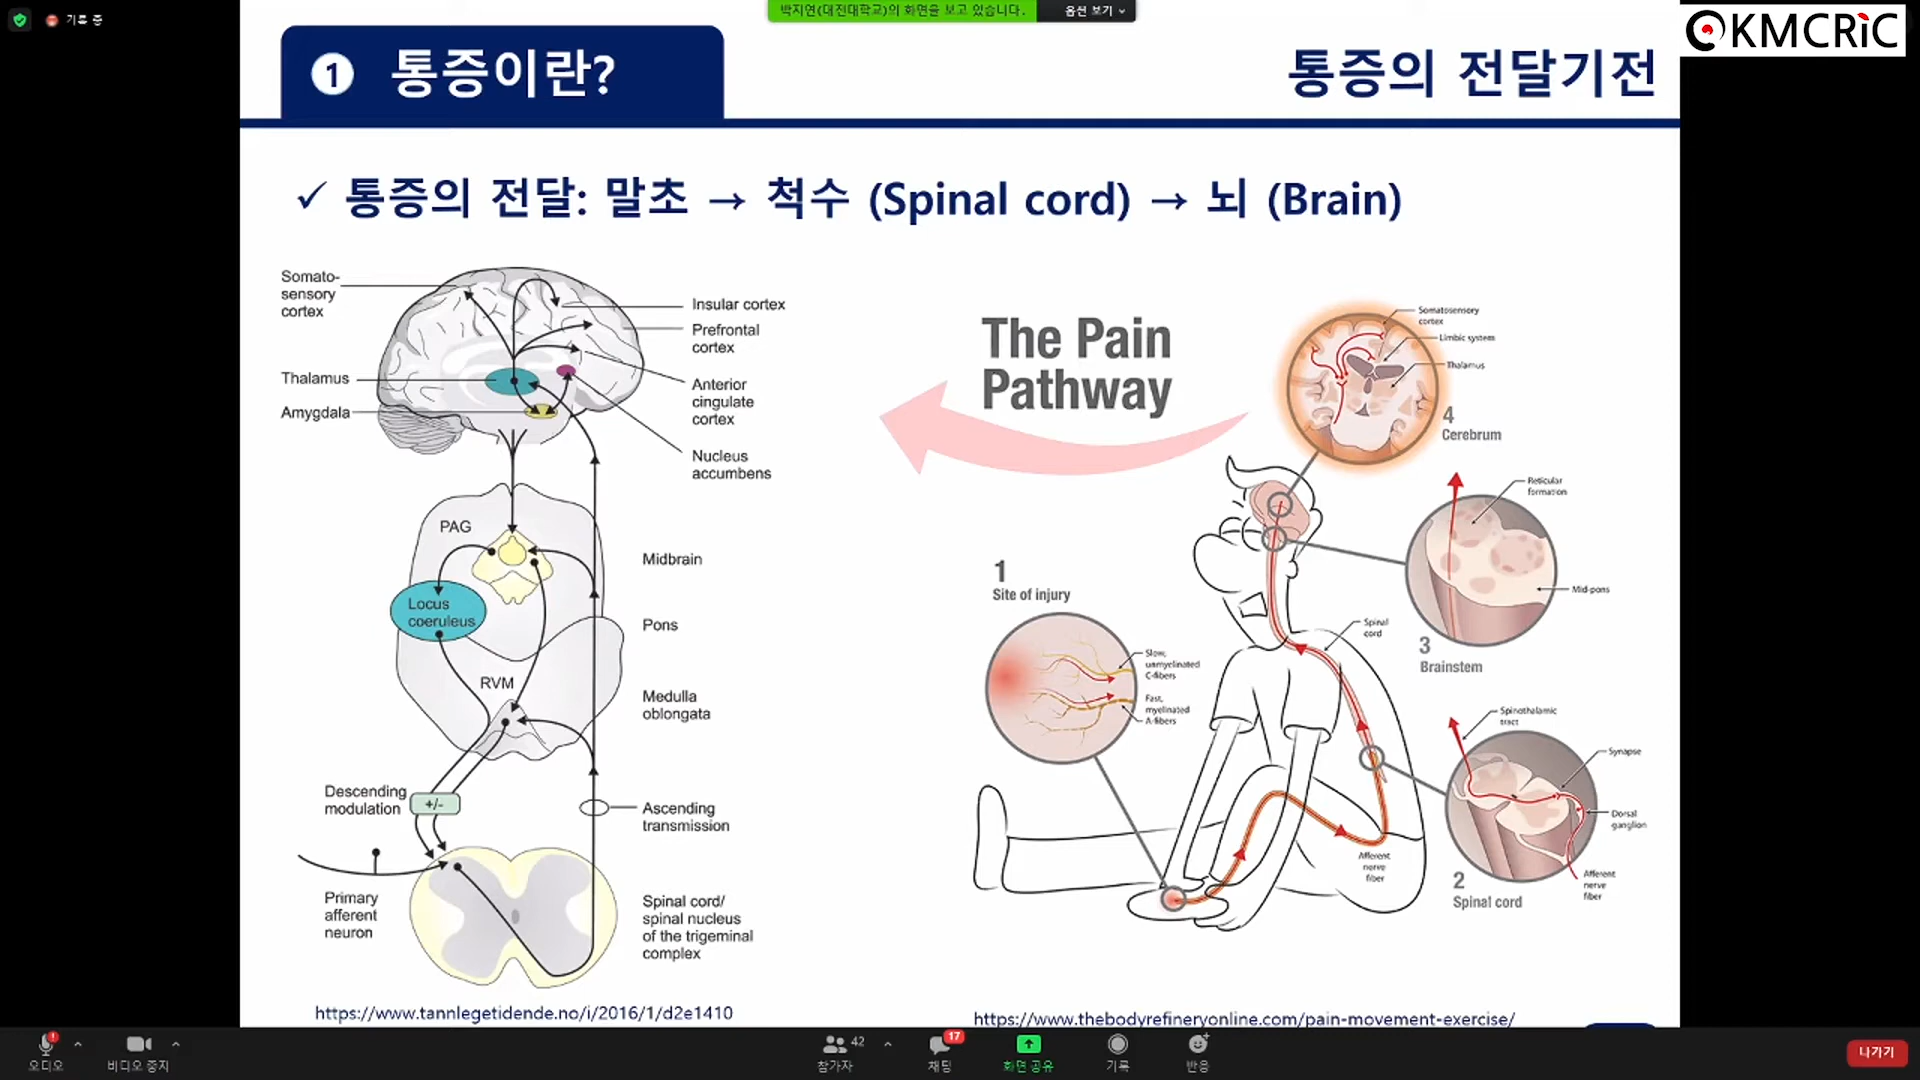 기록 중
박지연(대전대학교)의 화면을 보고 있습니다.
옵션 보기
KMCRiC
1 통증이란?
통증의 전달기전
✓ 통증의 전달: 말초 → 척수 (Spinal cord) → 뇌 (Brain)
Somato-
sensory
cortex
Thalamus
Amygdala
Insular cortex
Prefrontal
cortex
Anterior
cingulate
cortex
Nucleus
accumbens
PAG
Midbrain
Locus
coeruleus
Pons
RVM
Medulla
oblongata
Descending
modulation
+/-
Ascending
transmission
Primary
afferent
neuron
Spinal cord/
spinal nucleus
of the trigeminal
complex
https://www.tannlegetidende.no/i/2016/1/d2e1410
The Pain
Pathway
Somatosensory
cortex
Limbic system
Thalamus
4
Cerebrum
Reticular
formation
Mid-pons
3
Brainstem
1
Site of injury
Slow,
unmyelinated
C-fibers
Fast,
myelinated
A-fibers
Spinal
cord
Spinothalamic
tract
Synapse
Dorsal
ganglion
Afferent
nerve
fiber
2
Spinal cord
Afferent
nerve
fiber
https://www.thebodyrefineryonline.com/pain-movement-exercise/
오디오
비디오 중지
42
참가자
17
채팅
화면 공유
기록
반응
나가기